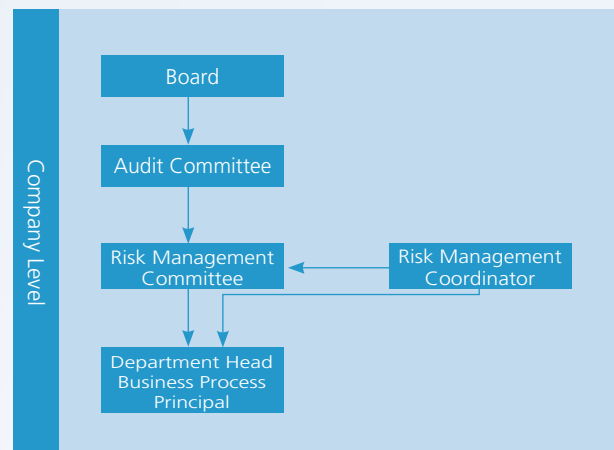 Company Level
Board
Audit Committee
Risk Management
Committee
Risk Management
Coordinator
Department Head
Business Process
Principal